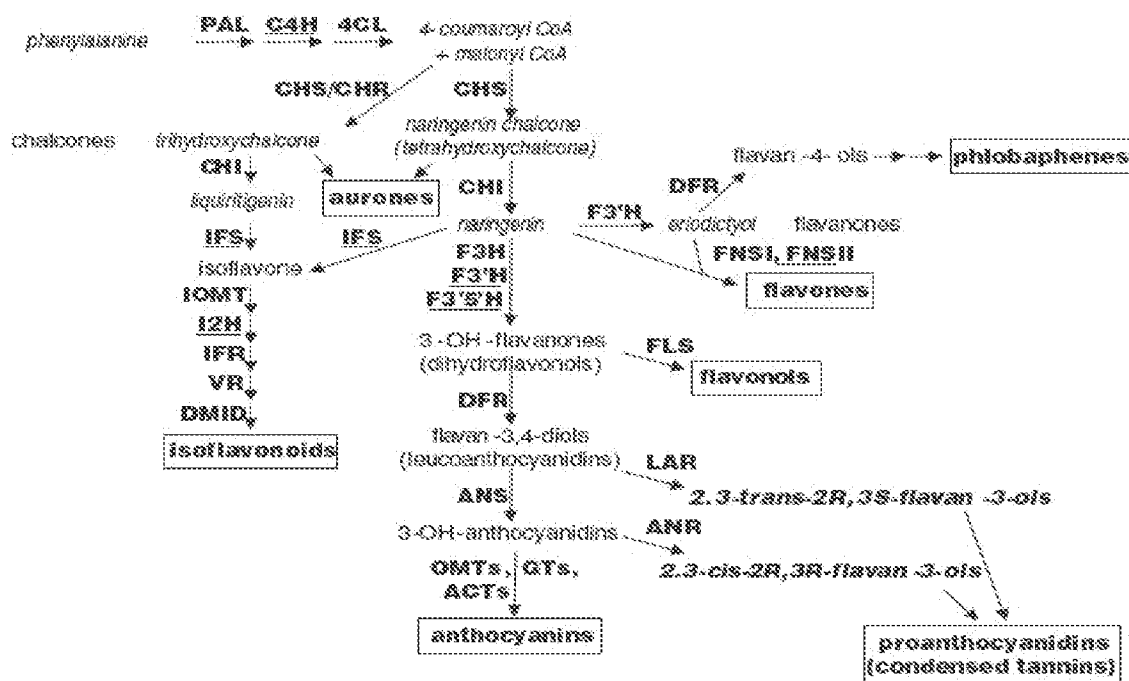 phenylalanine PAL C4H 4CL 4-coumaroyl CoA
+ malonyl CoA
CHS/CHR CHS
chalcones trihydroxychalcone naringenin chalcone
(tetrahydroxychalcone)
flavan -4- ols phlobaphenes
CHI aurones CHI DFR
liquiritigenin naringenin F3'H eriodictyol flavanones
IFS IFS F3H FNSI, FNSII
isoflavone F3'H flavones
IOMT F3'5'H
I2H
IFR 3-OH-flavanones FLS
(dihydroflavonols) flavonols
VR
DMID DFR
isoflavonoids flavan -3,4-diols
(leucoanthocyanidins) LAR
ANS 2.3-trans-2R,3S-flavan -3-ols
3-OH-anthocyanidins ANR
OMTs, GTs, 2.3-cis-2R,3R-flavan -3-ols
ACTs
anthocyanins proanthocyanidins
(condensed tannins)